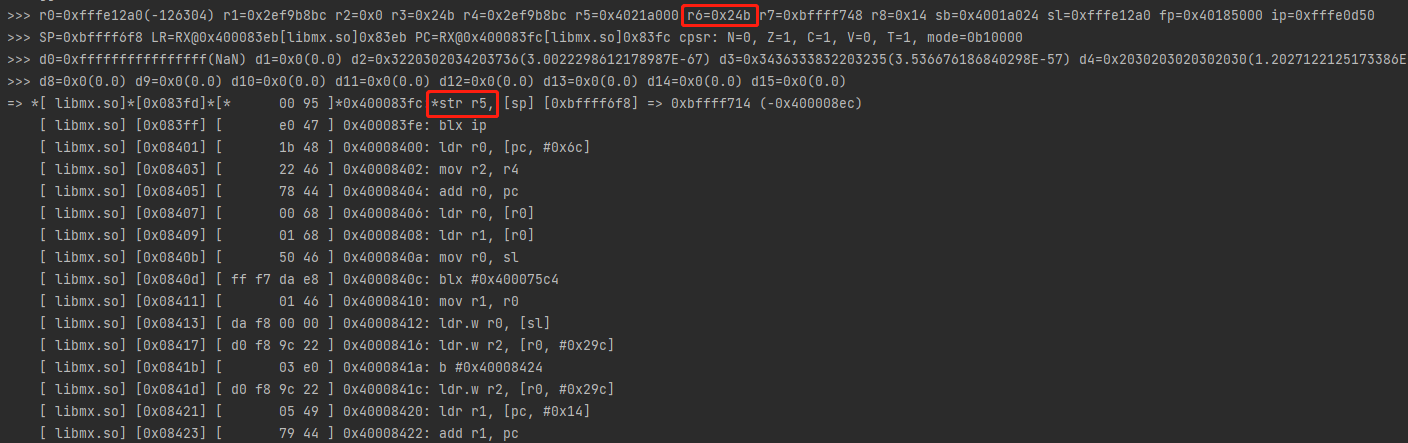 >>> r0=0xfffe12a0(-126304) r1=0x2ef9b8bc r2=0x0 r3=0x24b r4=0x2ef9b8bc r5=0x4021a000 r6=0x24b r7=0xbffff748 r8=0x14 sb=0x4001a024 sl=0xfffe12a0 fp=0x40185000 ip=0xfffe0d50
>>> SP=0xbffff6f8 LR=RX@0x400083eb[libmx.so]0x83eb PC=RX@0x400083fc[libmx.so]0x83fc cpsr: N=0, Z=1, C=1, V=0, T=1, mode=0b10000
>>> d0=0xffffffffffffffff(NaN) d1=0x0(0.0) d2=0x3220302034203736(3.0022298612178987E-67) d3=0x3436333832203235(3.536676186840298E-57) d4=0x2030203020302030(1.2027122125173386E
>>> d8=0x0(0.0) d9=0x0(0.0) d10=0x0(0.0) d11=0x0(0.0) d12=0x0(0.0) d13=0x0(0.0) d14=0x0(0.0) d15=0x0(0.0)
=> *[ libmx.so]*[0x083fd]*[* 00 95 ]*0x400083fc *str r5, [sp] [0xbffff6f8] => 0xbffff714 (-0x400008ec)
[ libmx.so] [0x083ff] [ e0 47 ] 0x400083fe: blx ip
[ libmx.so] [0x08401] [ 1b 48 ] 0x40008400: ldr r0, [pc, #0x6c]
[ libmx.so] [0x08403] [ 22 46 ] 0x40008402: mov r2, r4
[ libmx.so] [0x08405] [ 78 44 ] 0x40008404: add r0, pc
[ libmx.so] [0x08407] [ 00 68 ] 0x40008406: ldr r0, [r0]
[ libmx.so] [0x08409] [ 01 68 ] 0x40008408: ldr r1, [r0]
[ libmx.so] [0x0840b] [ 50 46 ] 0x4000840a: mov r0, sl
[ libmx.so] [0x0840d] [ ff f7 da e8 ] 0x4000840c: blx #0x400075c4
[ libmx.so] [0x08411] [ 01 46 ] 0x40008410: mov r1, r0
[ libmx.so] [0x08413] [ da f8 00 00 ] 0x40008412: ldr.w r0, [sl]
[ libmx.so] [0x08417] [ d0 f8 9c 22 ] 0x40008416: ldr.w r2, [r0, #0x29c]
[ libmx.so] [0x0841b] [ 03 e0 ] 0x4000841a: b #0x40008424
[ libmx.so] [0x0841d] [ d0 f8 9c 22 ] 0x4000841c: ldr.w r2, [r0, #0x29c]
[ libmx.so] [0x08421] [ 05 49 ] 0x40008420: ldr r1, [pc, #0x14]
[ libmx.so] [0x08423] [ 79 44 ] 0x40008422: add r1, pc